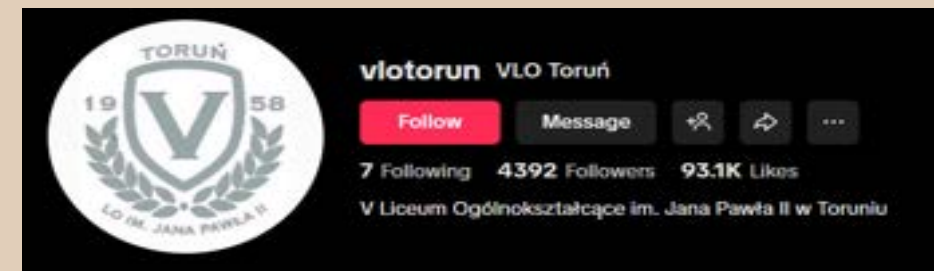 TORUŃ
19 58
V
LO IM. JANA PAWŁA II
vlotorun VLO Toruń
Follow Message ...
7 Following 4392 Followers 93.1K Likes
V Liceum Ogólnokształcące im. Jana Pawła II w Toruniu